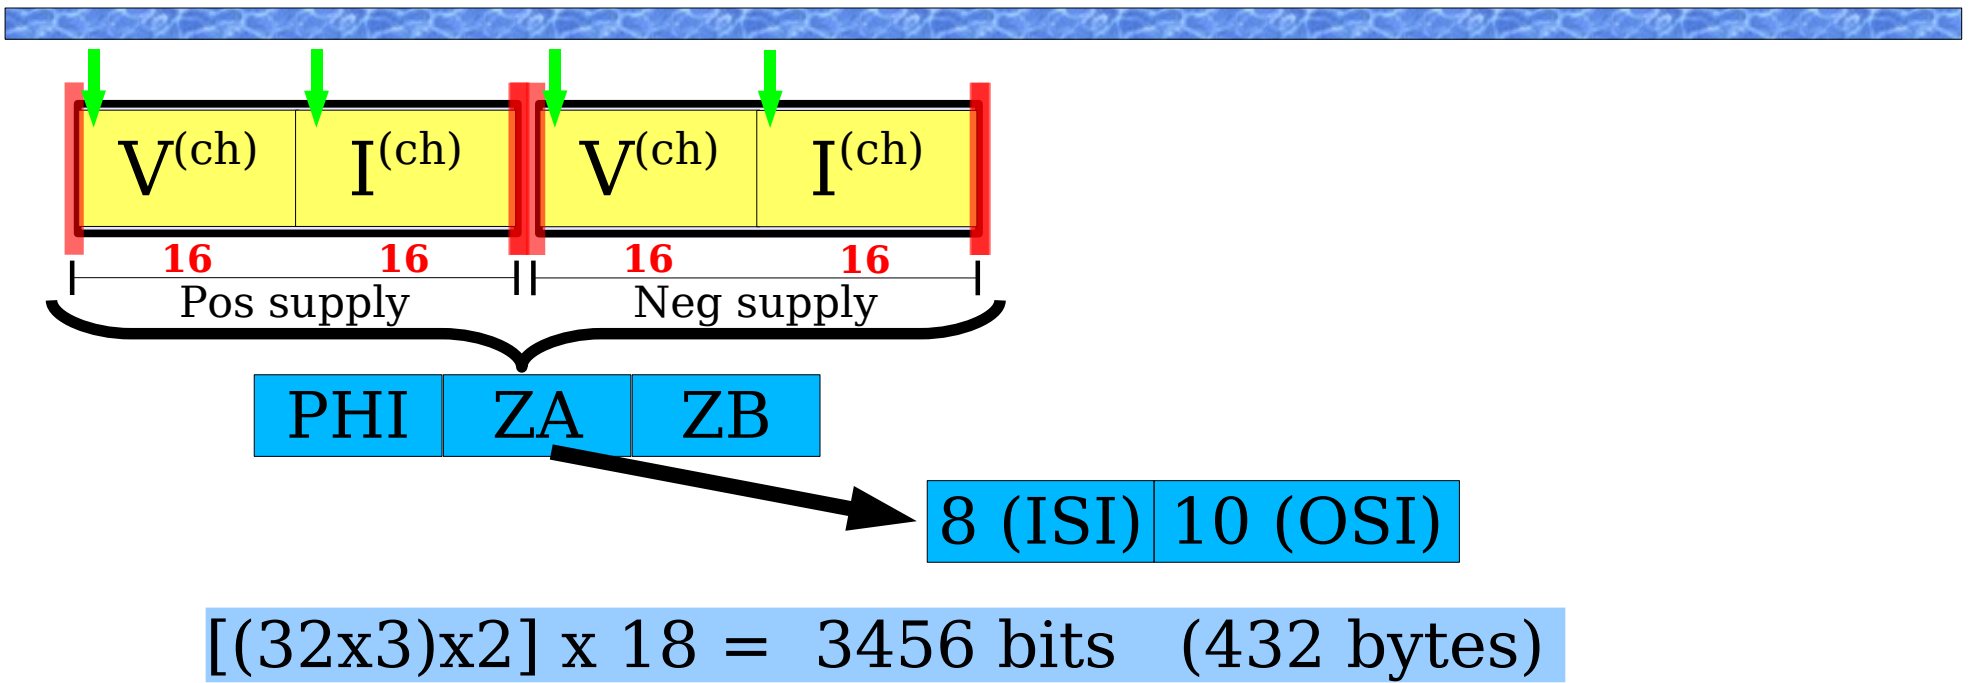 V(ch) I(ch) V(ch) I(ch)
16 16 16 16
Pos supply Neg supply
PHI ZA ZB
8 (ISI) 10 (OSI)
[(32x3)x2] x 18 = 3456 bits (432 bytes)